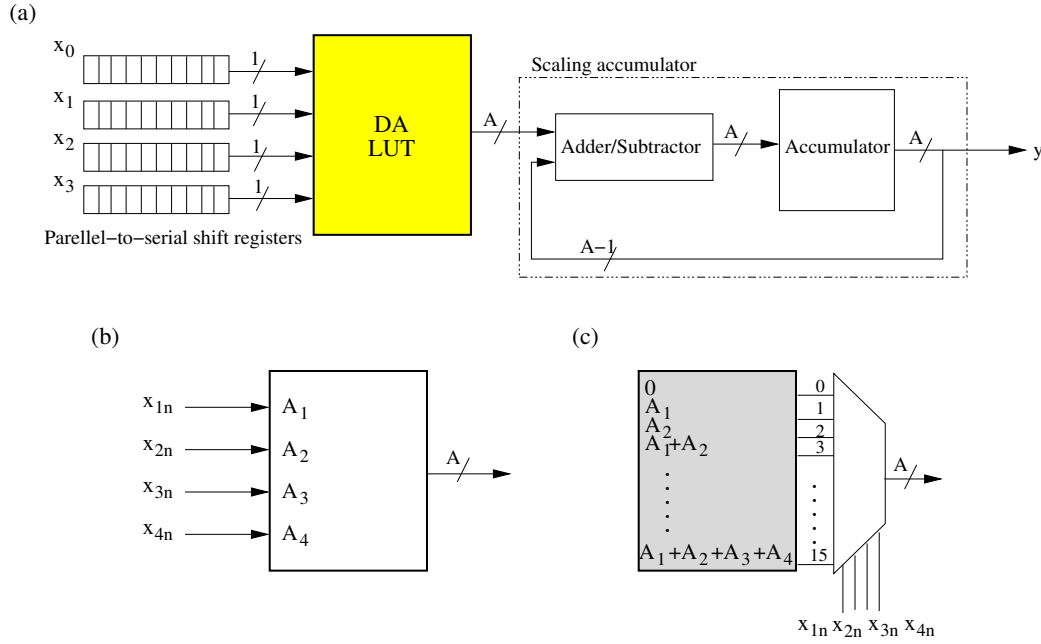 (a)
x0
1
x1
1
x2
1
x3
1
Parellel-to-serial shift registers
DA
LUT
A
Scaling accumulator
Adder/Subtractor
A
Accumulator
A
y
A-1
(b)
x1n
x2n
x3n
x4n
A1
A2
A3
A4
A
(c)
0
A1
A2
A1+A2
A1+A2+A3+A4
0
1
2
3
15
A
x1n x2n x3n x4n